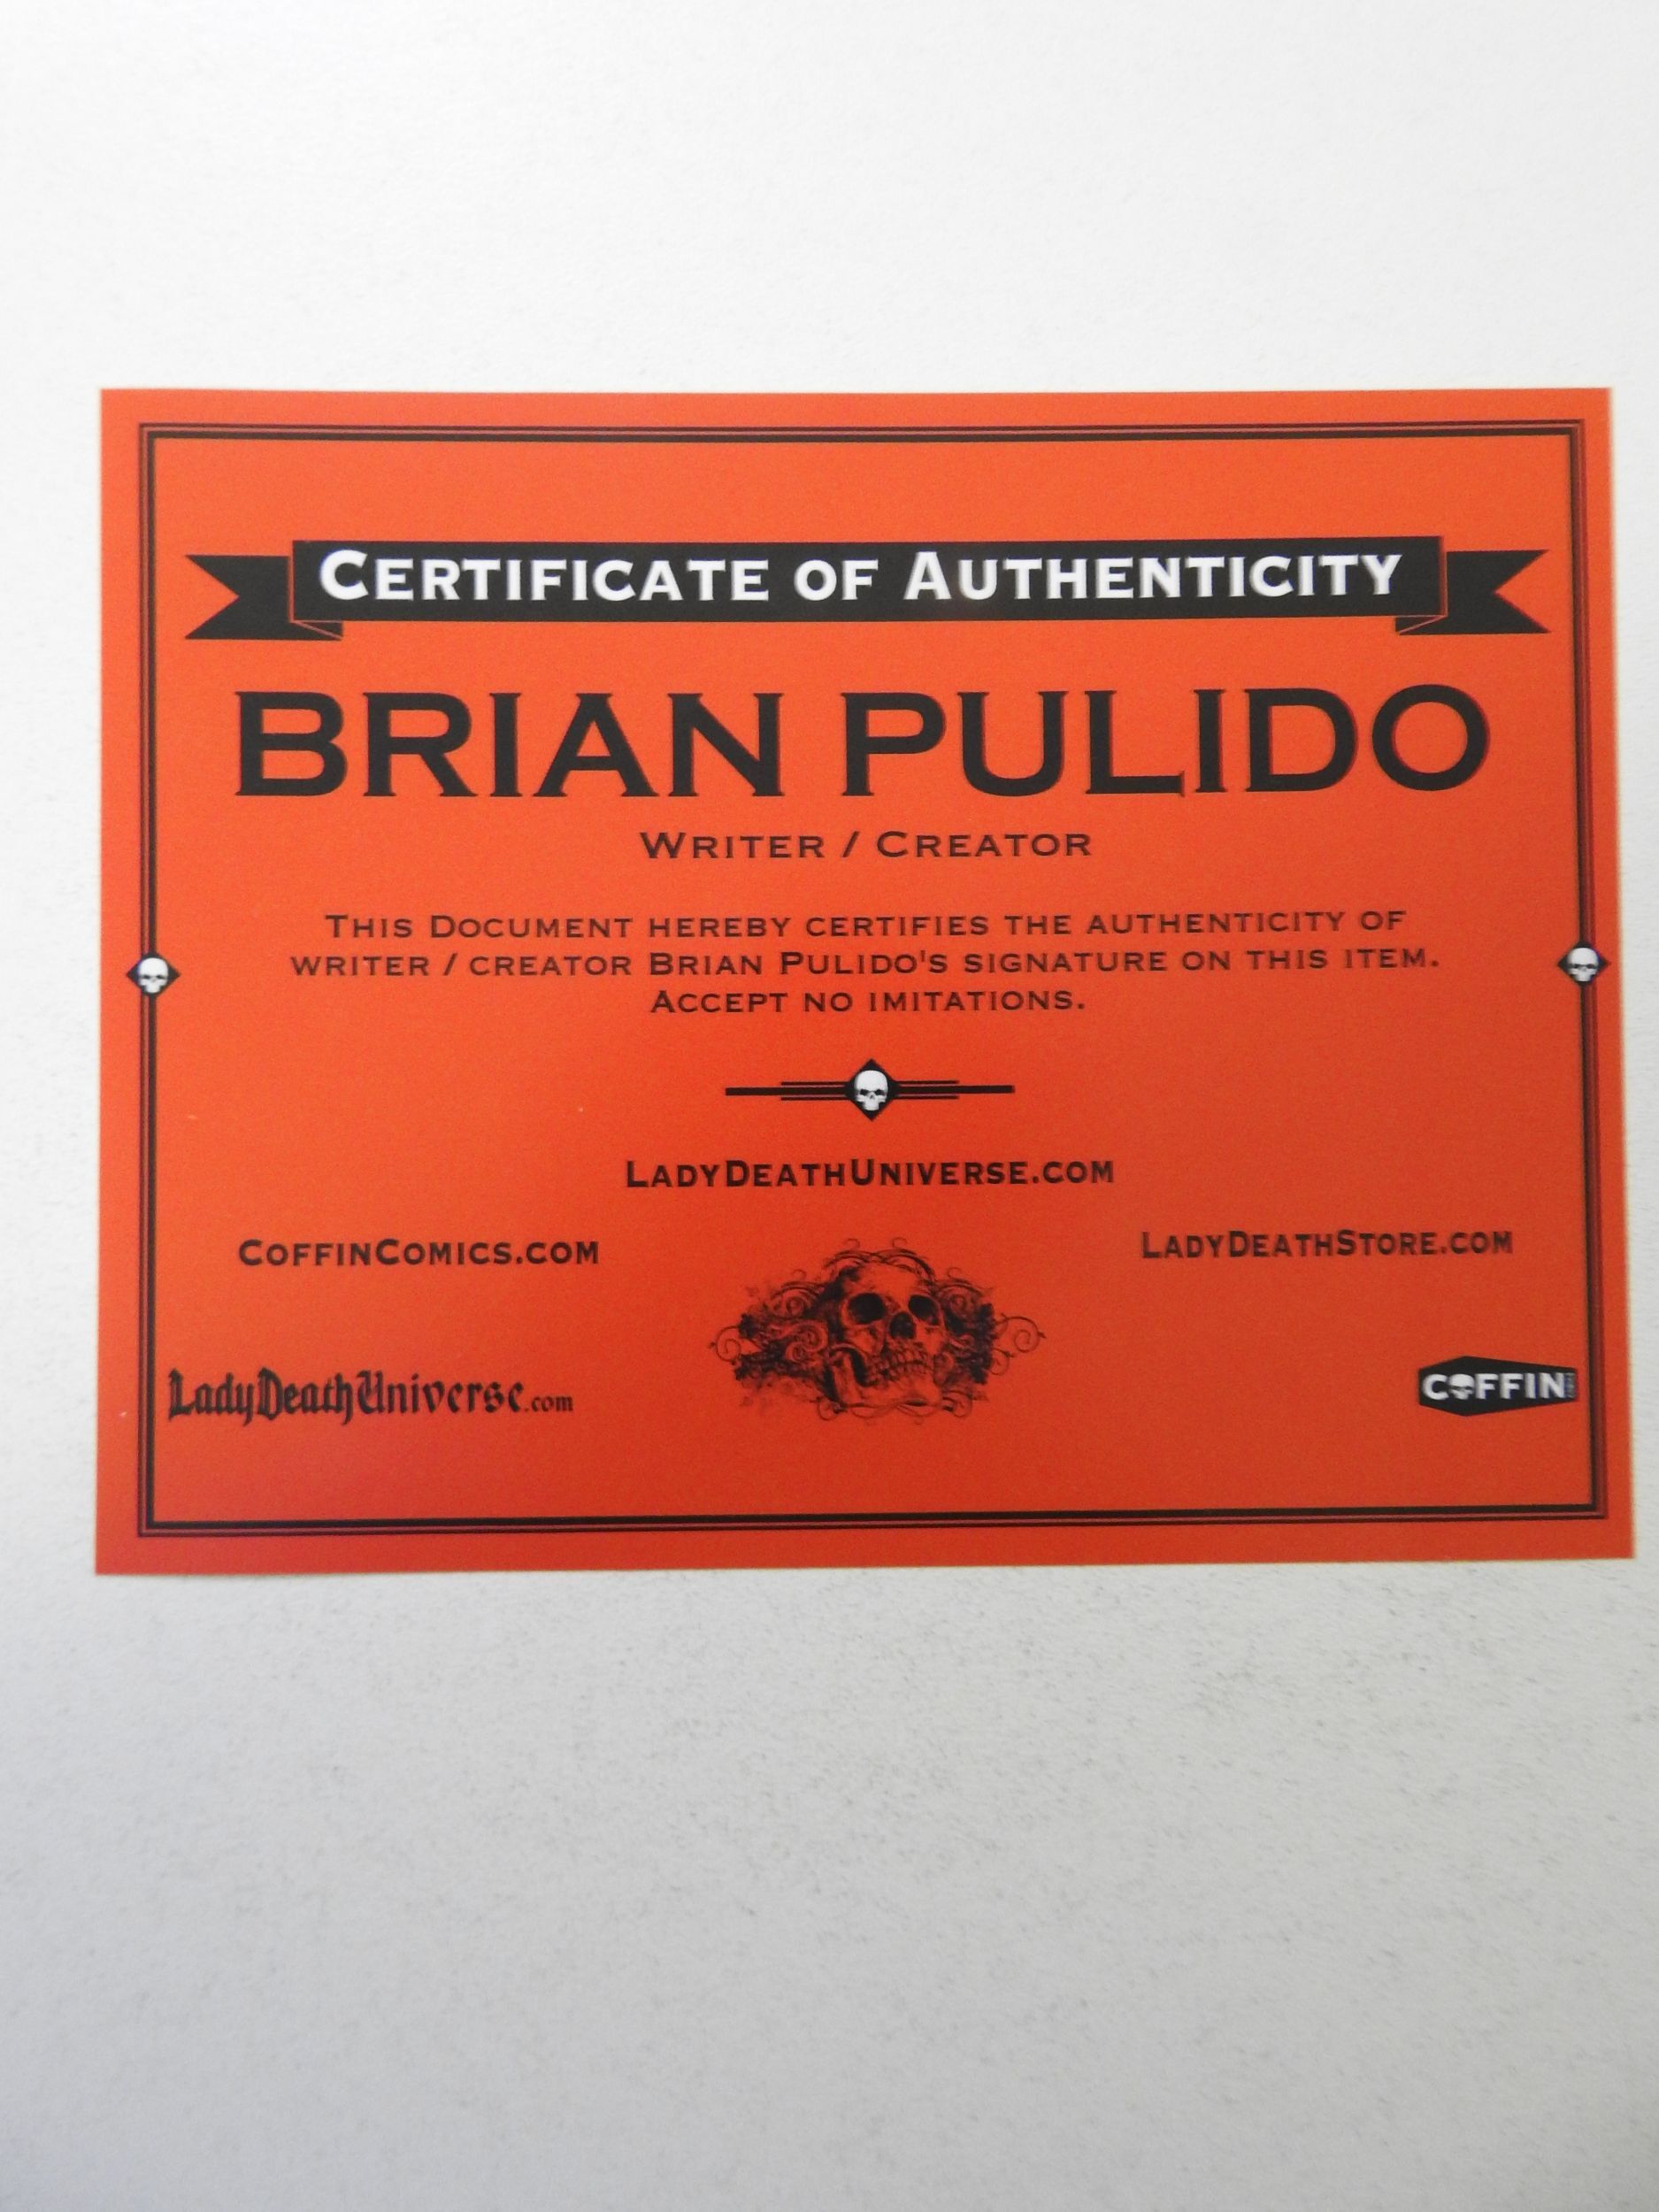 CERTIFICATE OF AUTHENTICITY
BRIAN PULIDO
WRITER / CREATOR
THIS DOCUMENT HEREBY CERTIFIES THE AUTHENTICITY OF
WRITER / CREATOR BRIAN PULIDO'S SIGNATURE ON THIS ITEM.
ACCEPT NO IMITATIONS.
LADYDEATHUNIVERSE.COM
COFFINCOMICS.COM
LADYDEATHSTORE.COM
LadyDeathUniverse.com
COFFIN